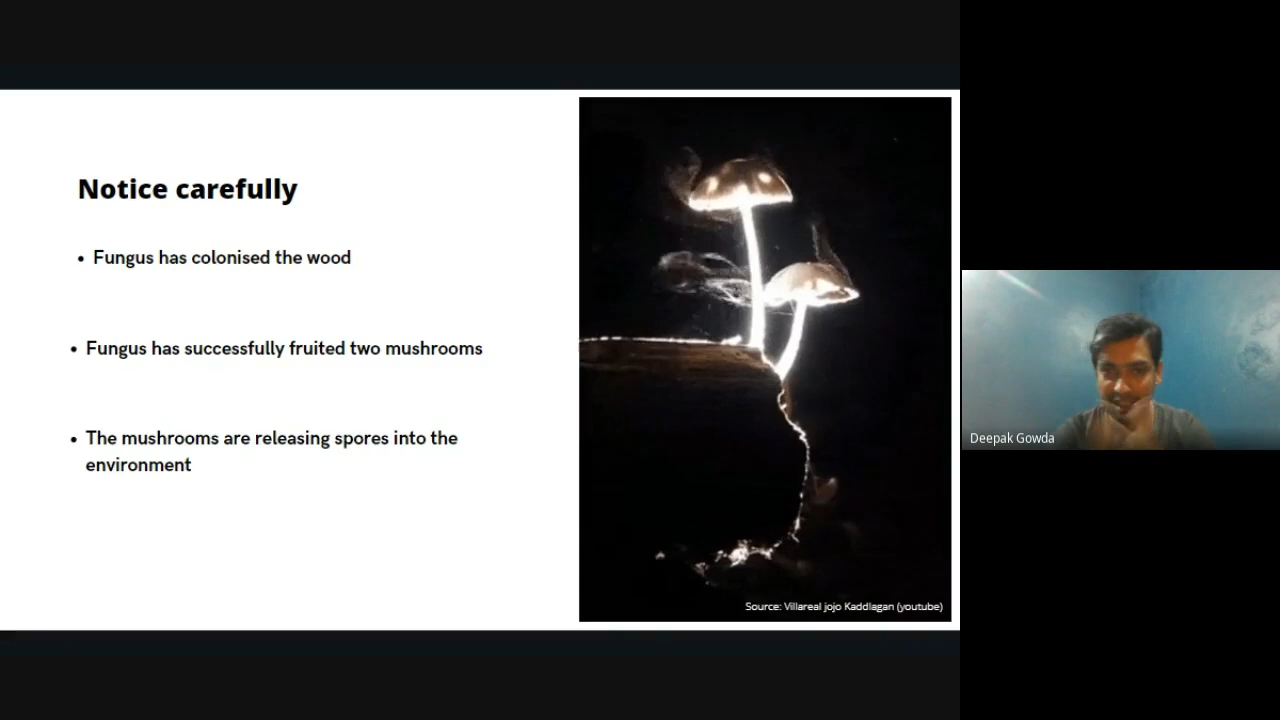 Notice carefully
• Fungus has colonised the wood
• Fungus has successfully fruited two mushrooms
• The mushrooms are releasing spores into the
environment
Source: Villareal jojo Kaddlagan (youtube)
Deepak Gowda